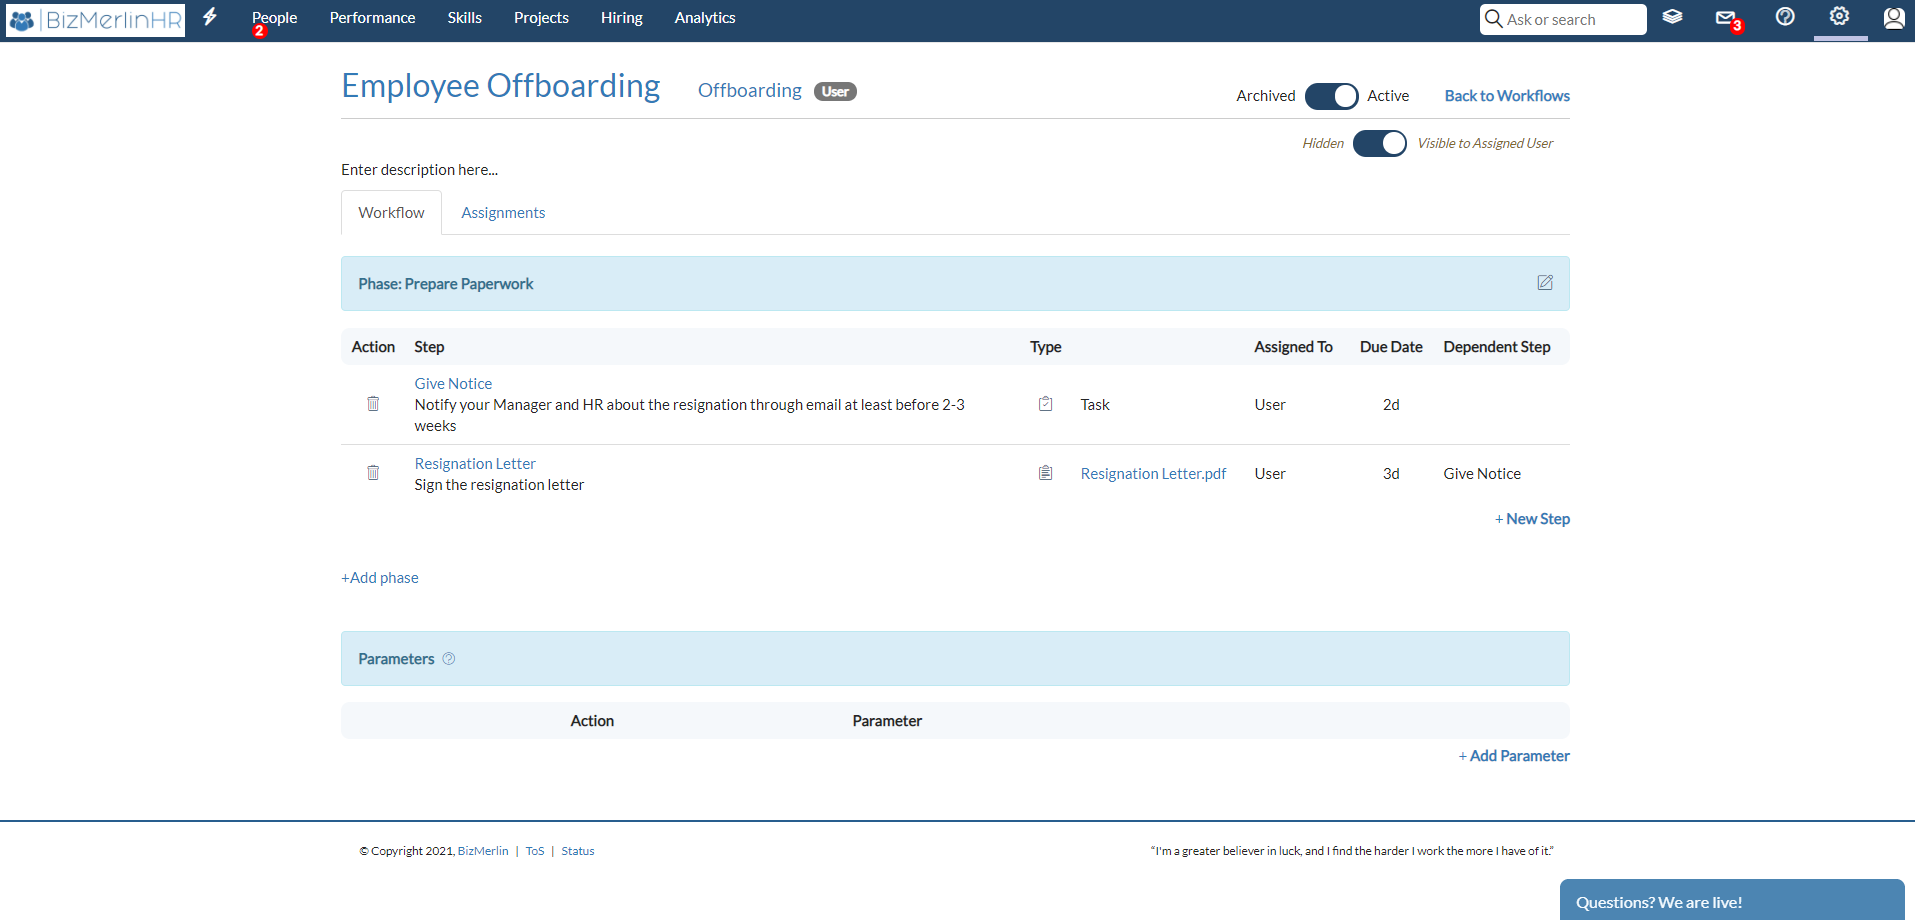 BizMerlinHR People Performance Skills Projects Hiring Analytics Ask or search
2 3
Employee Offboarding Offboarding User Archived Active Back to Workflows
Hidden Visible to Assigned User
Enter description here...
Workflow Assignments
Phase: Prepare Paperwork
Action Step Type Assigned To Due Date Dependent Step
Give Notice
Notify your Manager and HR about the resignation through email at least before 2-3 Task User 2d
weeks
Resignation Letter
Sign the resignation letter Resignation Letter.pdf User 3d Give Notice
+ New Step
+Add phase
Parameters ?
Action Parameter
+ Add Parameter
© Copyright 2021, BizMerlin | ToS | Status “I'm a greater believer in luck, and I find the harder I work the more I have of it.”
Questions? We are live!